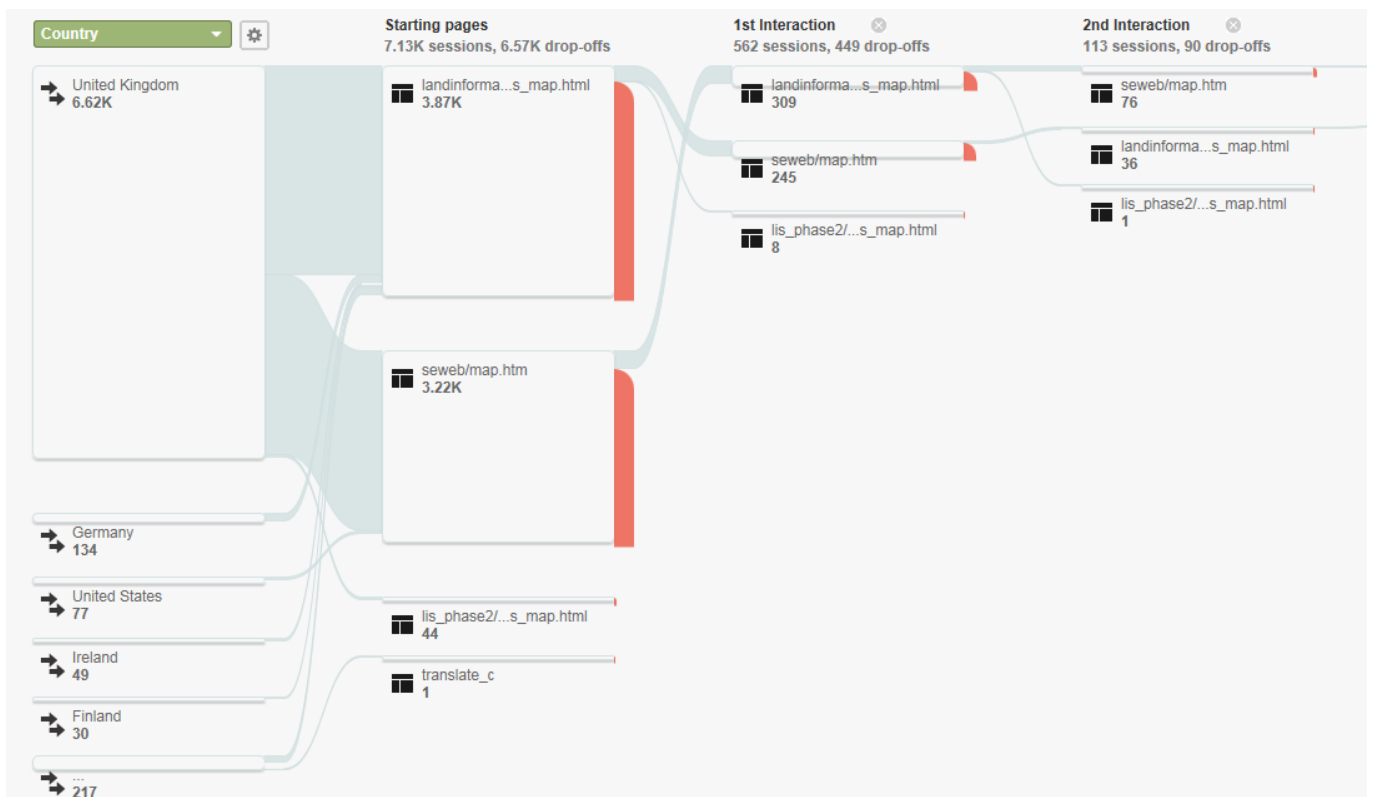 Country
United Kingdom
6.62K
Germany
134
United States
77
Ireland
49
Finland
30
...
217
Starting pages
7.13K sessions, 6.57K drop-offs
landinforma...s_map.html
3.87K
seweb/map.htm
3.22K
lis_phase2/...s_map.html
44
translate_c
1
1st Interaction
562 sessions, 449 drop-offs
landinforma...s_map.html
309
seweb/map.htm
245
lis_phase2/...s_map.html
8
2nd Interaction
113 sessions, 90 drop-offs
seweb/map.htm
76
landinforma...s_map.html
36
lis_phase2/...s_map.html
1